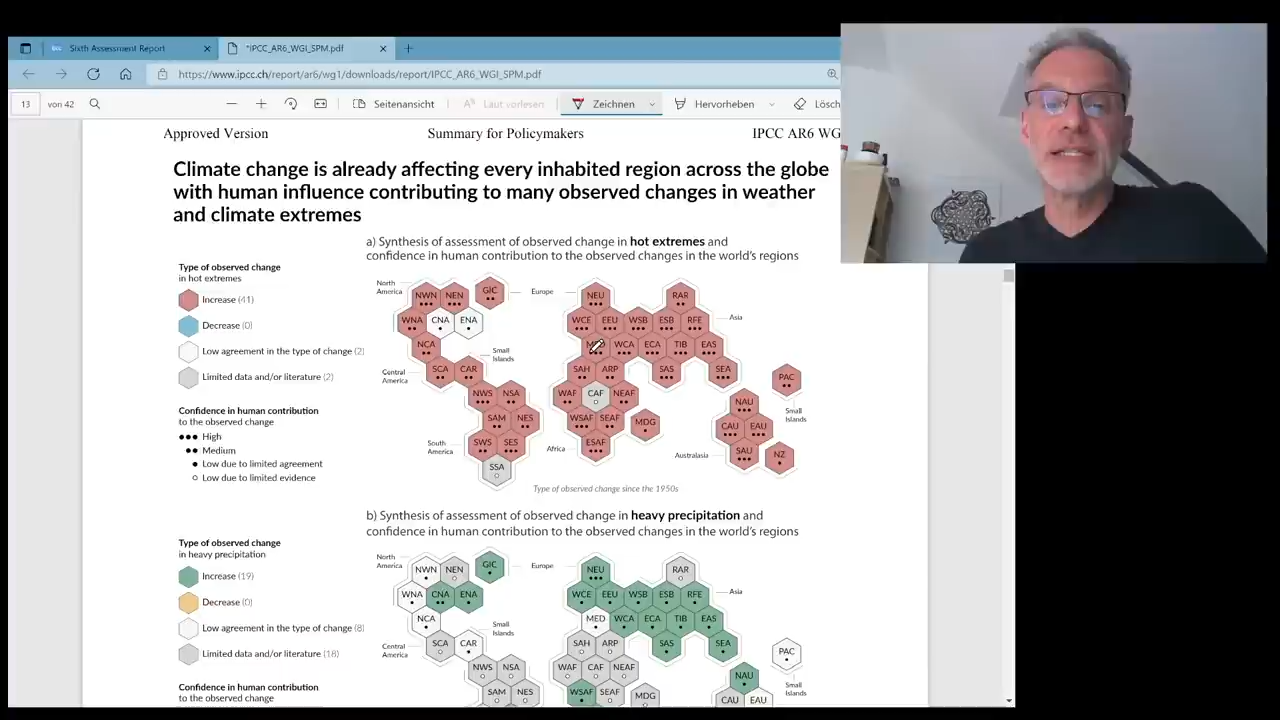 Sixth Assessment Report
*IPCC_AR6_WGI_SPM.pdf
https://www.ipcc.ch/report/ar6/wg1/downloads/report/IPCC_AR6_WGI_SPM.pdf
13 von 42 Seitenansicht Laut vorlesen Zeichnen Hervorheben Lösch
Approved Version Summary for Policymakers IPCC AR6 WG
Climate change is already affecting every inhabited region across the globe
with human influence contributing to many observed changes in weather
and climate extremes
a) Synthesis of assessment of observed change in hot extremes and
confidence in human contribution to the observed changes in the world's regions
Type of observed change
in hot extremes
Increase (41)
Decrease (0)
Low agreement in the type of change (2)
Limited data and/or literature (2)
Confidence in human contribution
to the observed change
High
Medium
Low due to limited agreement
Low due to limited evidence
North
America
NWN NEN GIC Europe NEU RAR
WNA CNA ENA WCE EEU WSB ESB RFE Asia
NCA WCA ECA TIB EAS
Small
Islands
Central
America
SCA CAR SAH ARP SAS SEA PAC
NWS NSA WAF CAF NEAF NAU
Small
Islands
SAM NES WSAF SEAF MDG CAU EAU
South
America
SWS SES Africa ESAF Australasia SAU NZ
SSA
Type of observed change since the 1950s
b) Synthesis of assessment of observed change in heavy precipitation and
confidence in human contribution to the observed changes in the world's regions
Type of observed change
in heavy precipitation
Increase (19)
Decrease (0)
Low agreement in the type of change (8)
Limited data and/or literature (18)
Confidence in human contribution
to the observed change
North
America
NWN NEN GIC Europe NEU RAR
WNA CNA ENA WCE EEU WSB ESB RFE Asia
NCA MED WCA ECA TIB EAS
Small
Islands
Central
America
SCA CAR SAH ARP SAS SEA PAC
NWS NSA WAF CAF NEAF NAU
Small
Islands
SAM NES WSAF SEAF MDG CAU EAU